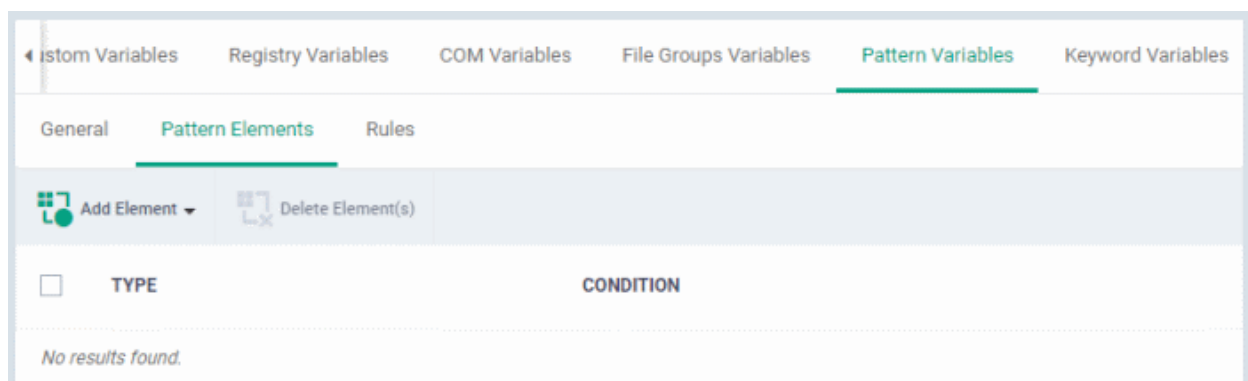 ustom Variables Registry Variables COM Variables File Groups Variables Pattern Variables Keyword Variables
General Pattern Elements Rules
Add Element Delete Element(s)
TYPE CONDITION
No results found.